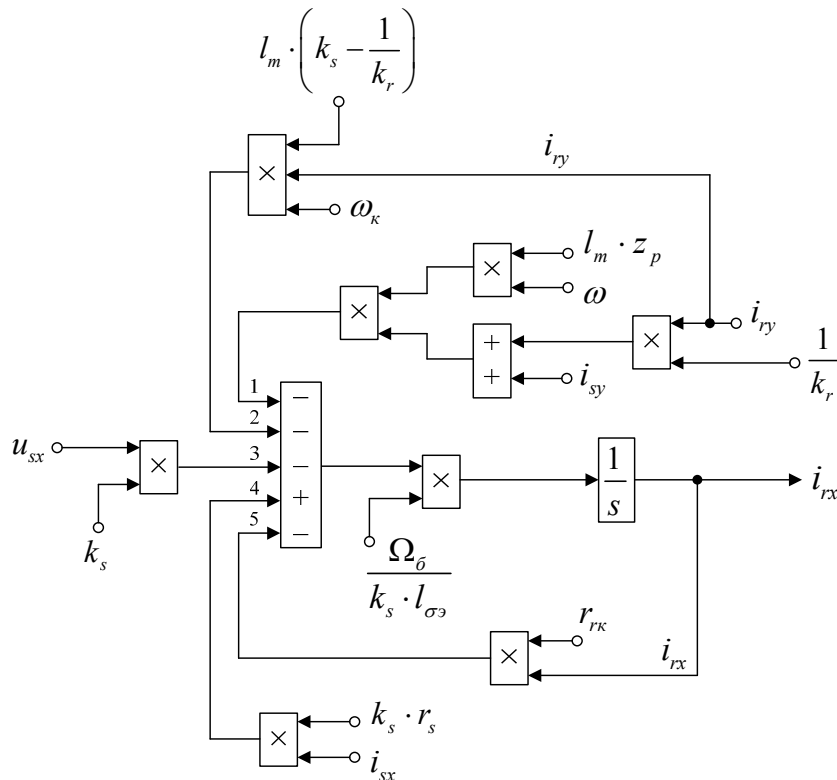 l_m · (k_s − 1/k_r)
i_ry
×
ω_к
l_m · z_p
×
ω
×
i_ry
+
×
+
i_sy
1/k_r
1 −
2 −
u_sx
×
3 −
4 +
5 −
×
1/s
i_rx
k_s
Ω_б/(k_s · l_σэ)
r_rк
×
i_rx
k_s · r_s
×
i_sx